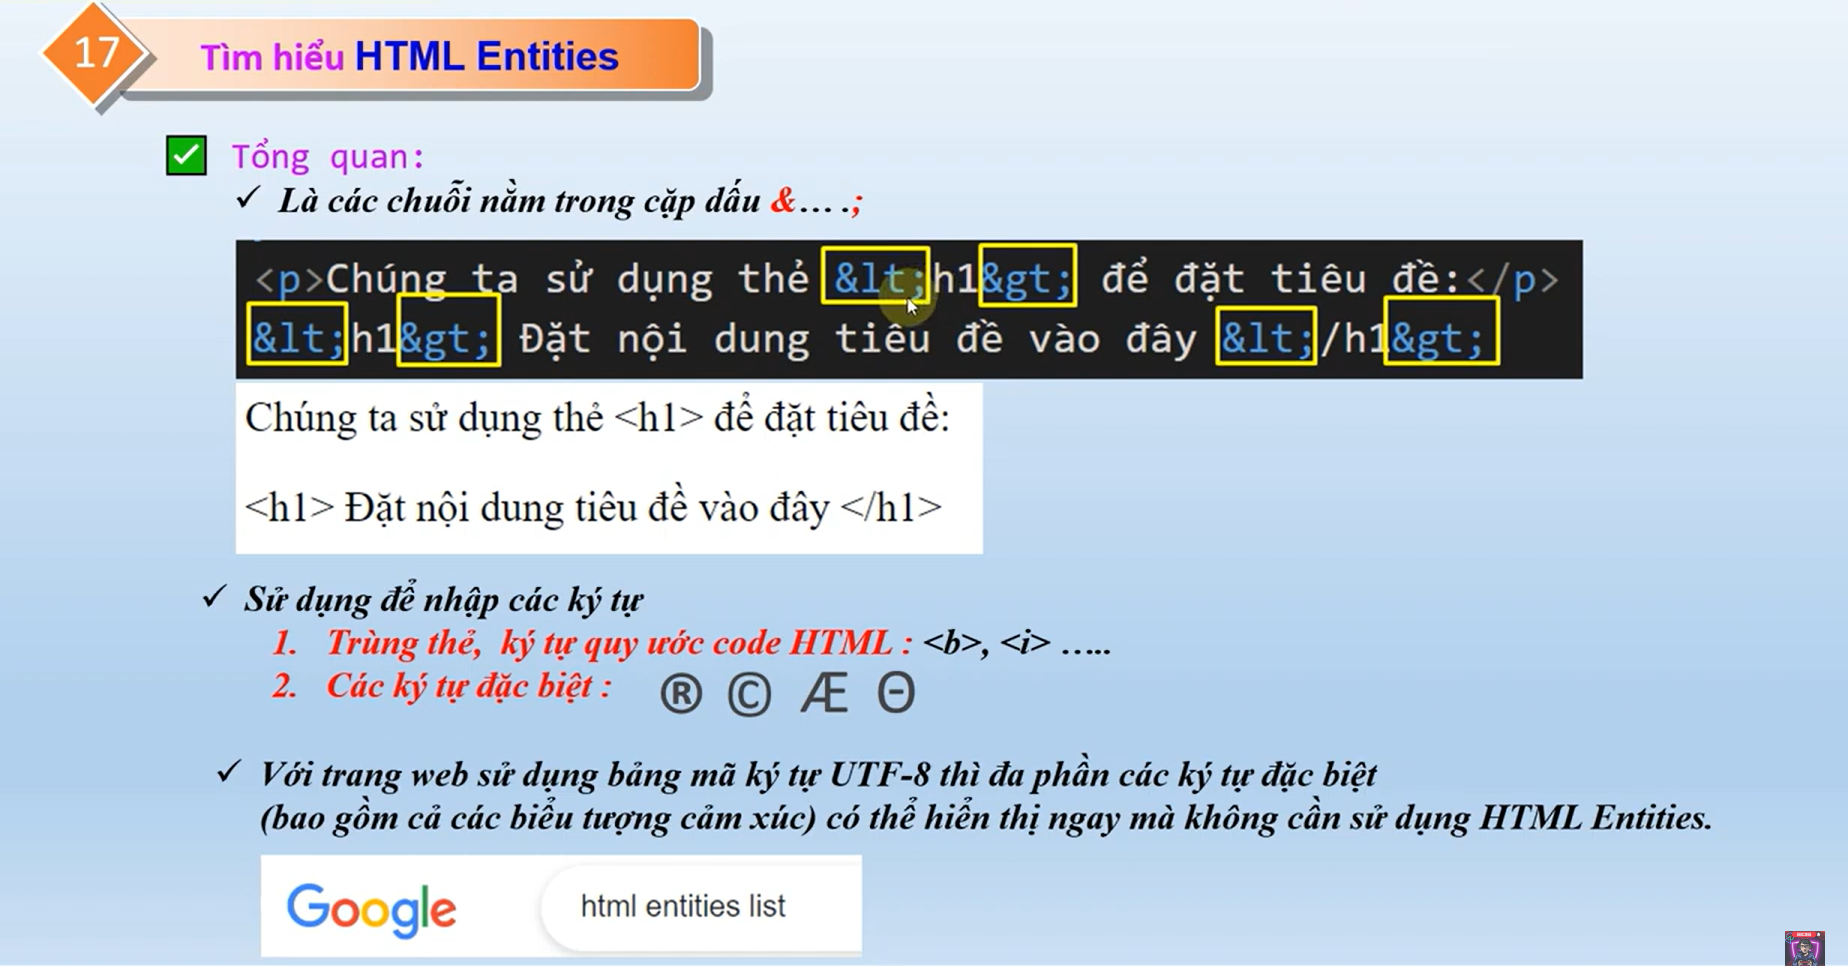 17
Tìm hiểu HTML Entities
Tổng quan:
Là các chuỗi nằm trong cặp dấu &… .;
<p>Chúng ta sử dụng thẻ &lt;h1&gt; để đặt tiêu đề:</p>
&lt;h1&gt; Đặt nội dung tiêu đề vào đây &lt;/h1&gt;
Chúng ta sử dụng thẻ <h1> để đặt tiêu đề:
<h1> Đặt nội dung tiêu đề vào đây </h1>
Sử dụng để nhập các ký tự
1. Trùng thẻ, ký tự quy ước code HTML : <b>, <i> …..
2. Các ký tự đặc biệt : ® © Æ Θ
Với trang web sử dụng bảng mã ký tự UTF-8 thì đa phần các ký tự đặc biệt
(bao gồm cả các biểu tượng cảm xúc) có thể hiển thị ngay mà không cần sử dụng HTML Entities.
Google html entities list